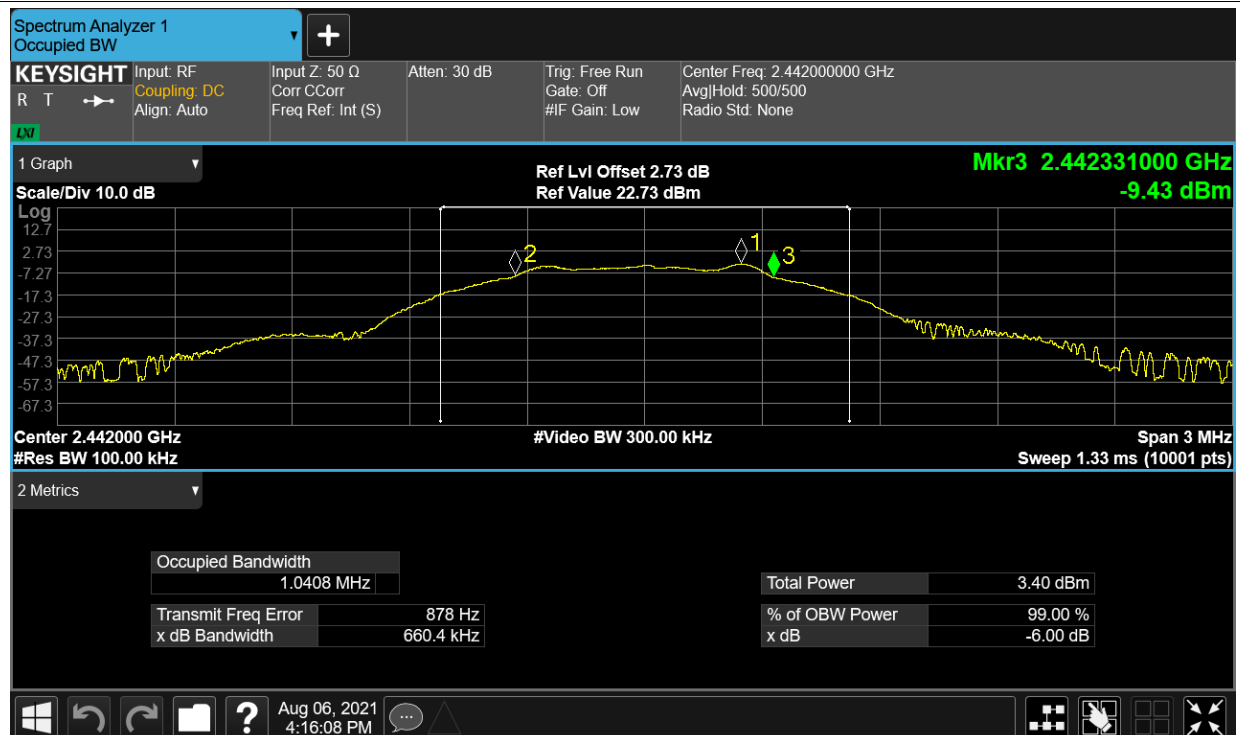 Spectrum Analyzer 1
Occupied BW
+
KEYSIGHT
R T
LXI
Input: RF
Coupling: DC
Align: Auto
Input Z: 50 Ω
Corr CCorr
Freq Ref: Int (S)
Atten: 30 dB
Trig: Free Run
Gate: Off
#IF Gain: Low
Center Freq: 2.442000000 GHz
Avg|Hold: 500/500
Radio Std: None
1 Graph
Scale/Div 10.0 dB
Ref Lvl Offset 2.73 dB
Ref Value 22.73 dBm
Mkr3 2.442331000 GHz
-9.43 dBm
Log
12.7
2.73
-7.27
-17.3
-27.3
-37.3
-47.3
-57.3
-67.3
2
1
3
Center 2.442000 GHz
#Video BW 300.00 kHz
Span 3 MHz
#Res BW 100.00 kHz
Sweep 1.33 ms (10001 pts)
2 Metrics
Occupied Bandwidth
1.0408 MHz
Total Power 3.40 dBm
Transmit Freq Error 878 Hz
% of OBW Power 99.00 %
x dB Bandwidth 660.4 kHz
x dB -6.00 dB
?
Aug 06, 2021
4:16:08 PM